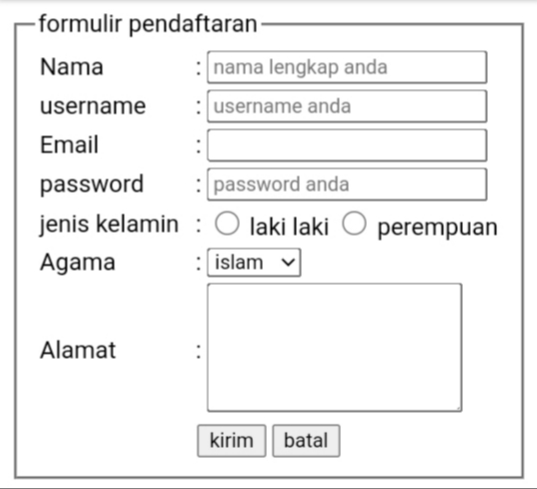 formulir pendaftaran
Nama : nama lengkap anda
username : username anda
Email :
password : password anda
jenis kelamin : laki laki perempuan
Agama : islam
Alamat :
kirim batal